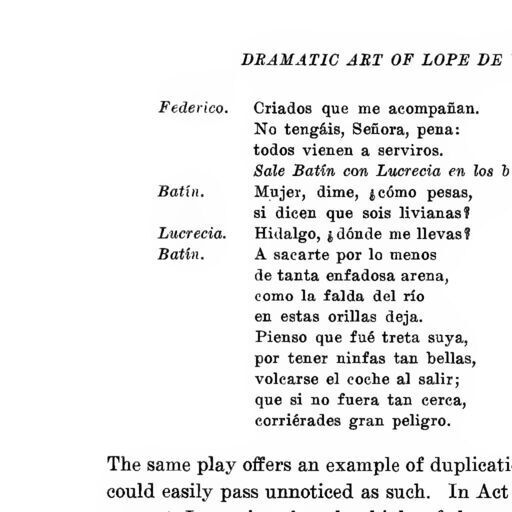 DRAMATIC ART OF LOPE DE
Federico. Criados que me acompañan.
No tengáis, Señora, pena:
todos vienen a serviros.
Sale Batín con Lucrecia en los b
Batín. Mujer, dime, ¿cómo pesas,
si dicen que sois livianas?
Lucrecia. Hidalgo, ¿dónde me llevas?
Batín. A sacarte por lo menos
de tanta enfadosa arena,
como la falda del río
en estas orillas deja.
Pienso que fué treta suya,
por tener ninfas tan bellas,
volcarse el coche al salir;
que si no fuera tan cerca,
corriérades gran peligro.
The same play offers an example of duplicati
could easily pass unnoticed as such. In Act